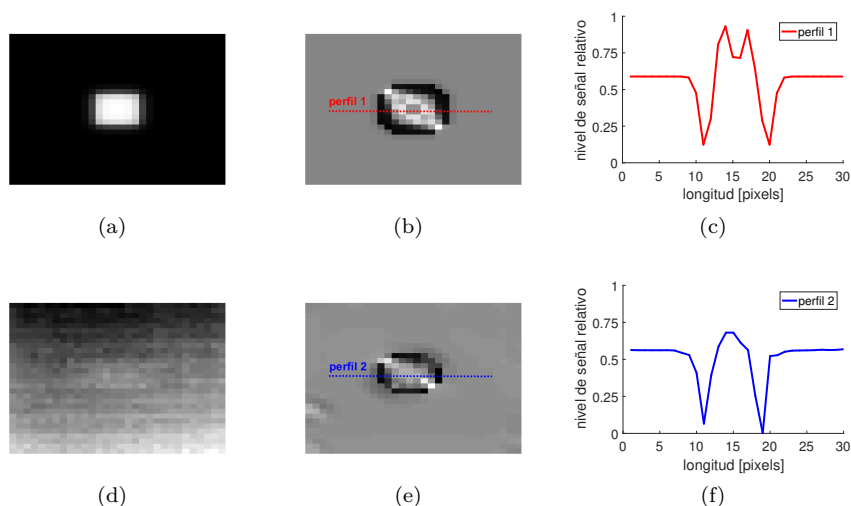 perfil 1
nivel de señal relativo
1
0.75
0.5
0.25
0
perfil 1
0 5 10 15 20 25 30
longitud [pixels]
(a) (b) (c)
perfil 2
nivel de señal relativo
1
0.75
0.5
0.25
0
perfil 2
0 5 10 15 20 25 30
longitud [pixels]
(d) (e) (f)